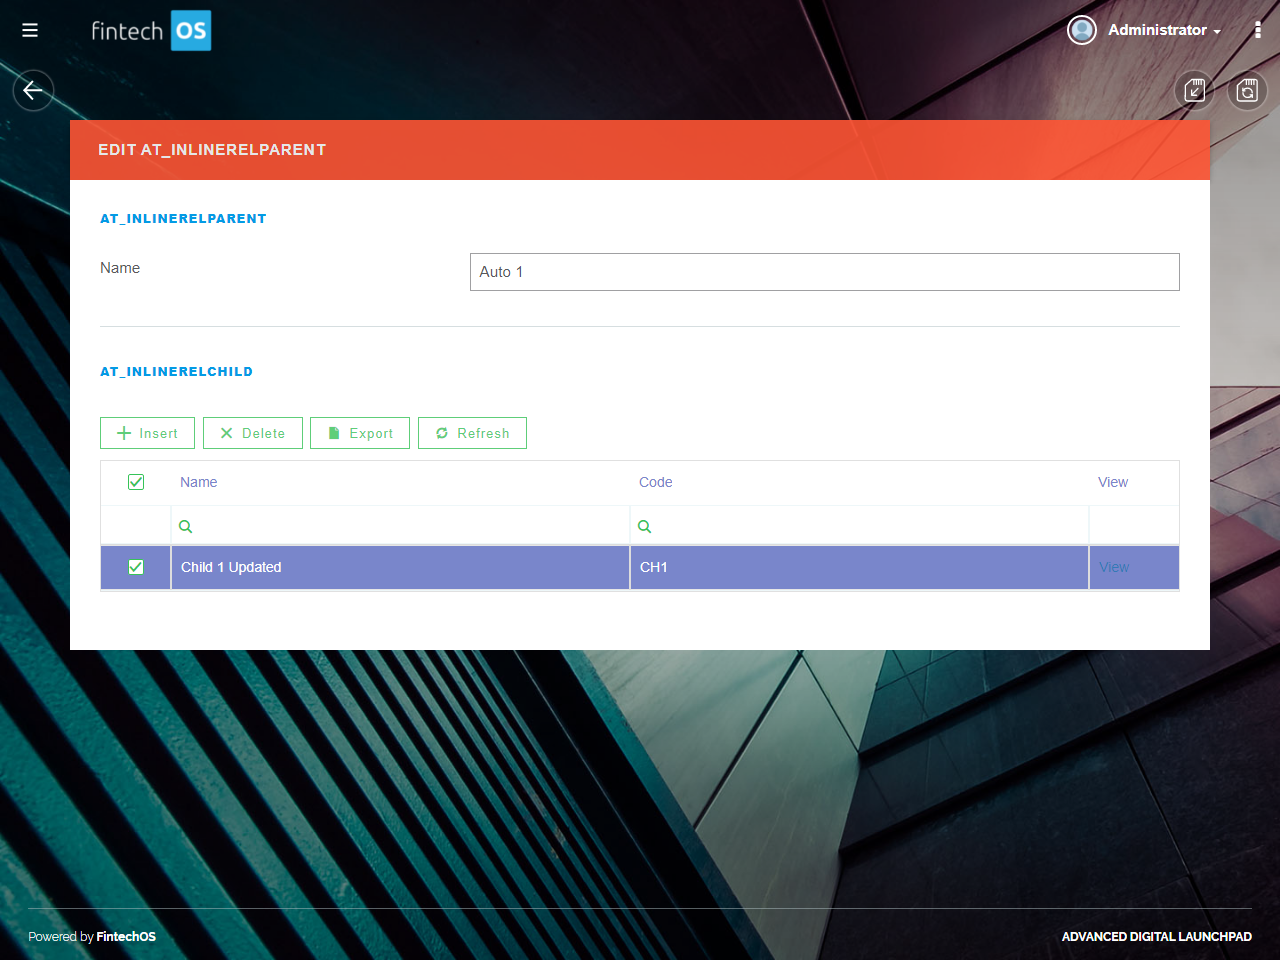 fintech OS
Administrator
EDIT AT_INLINERELPARENT
AT_INLINERELPARENT
Name
Auto 1
AT_INLINERELCHILD
Insert Delete Export Refresh
Name Code View
Child 1 Updated CH1 View
Powered by FintechOS
ADVANCED DIGITAL LAUNCHPAD